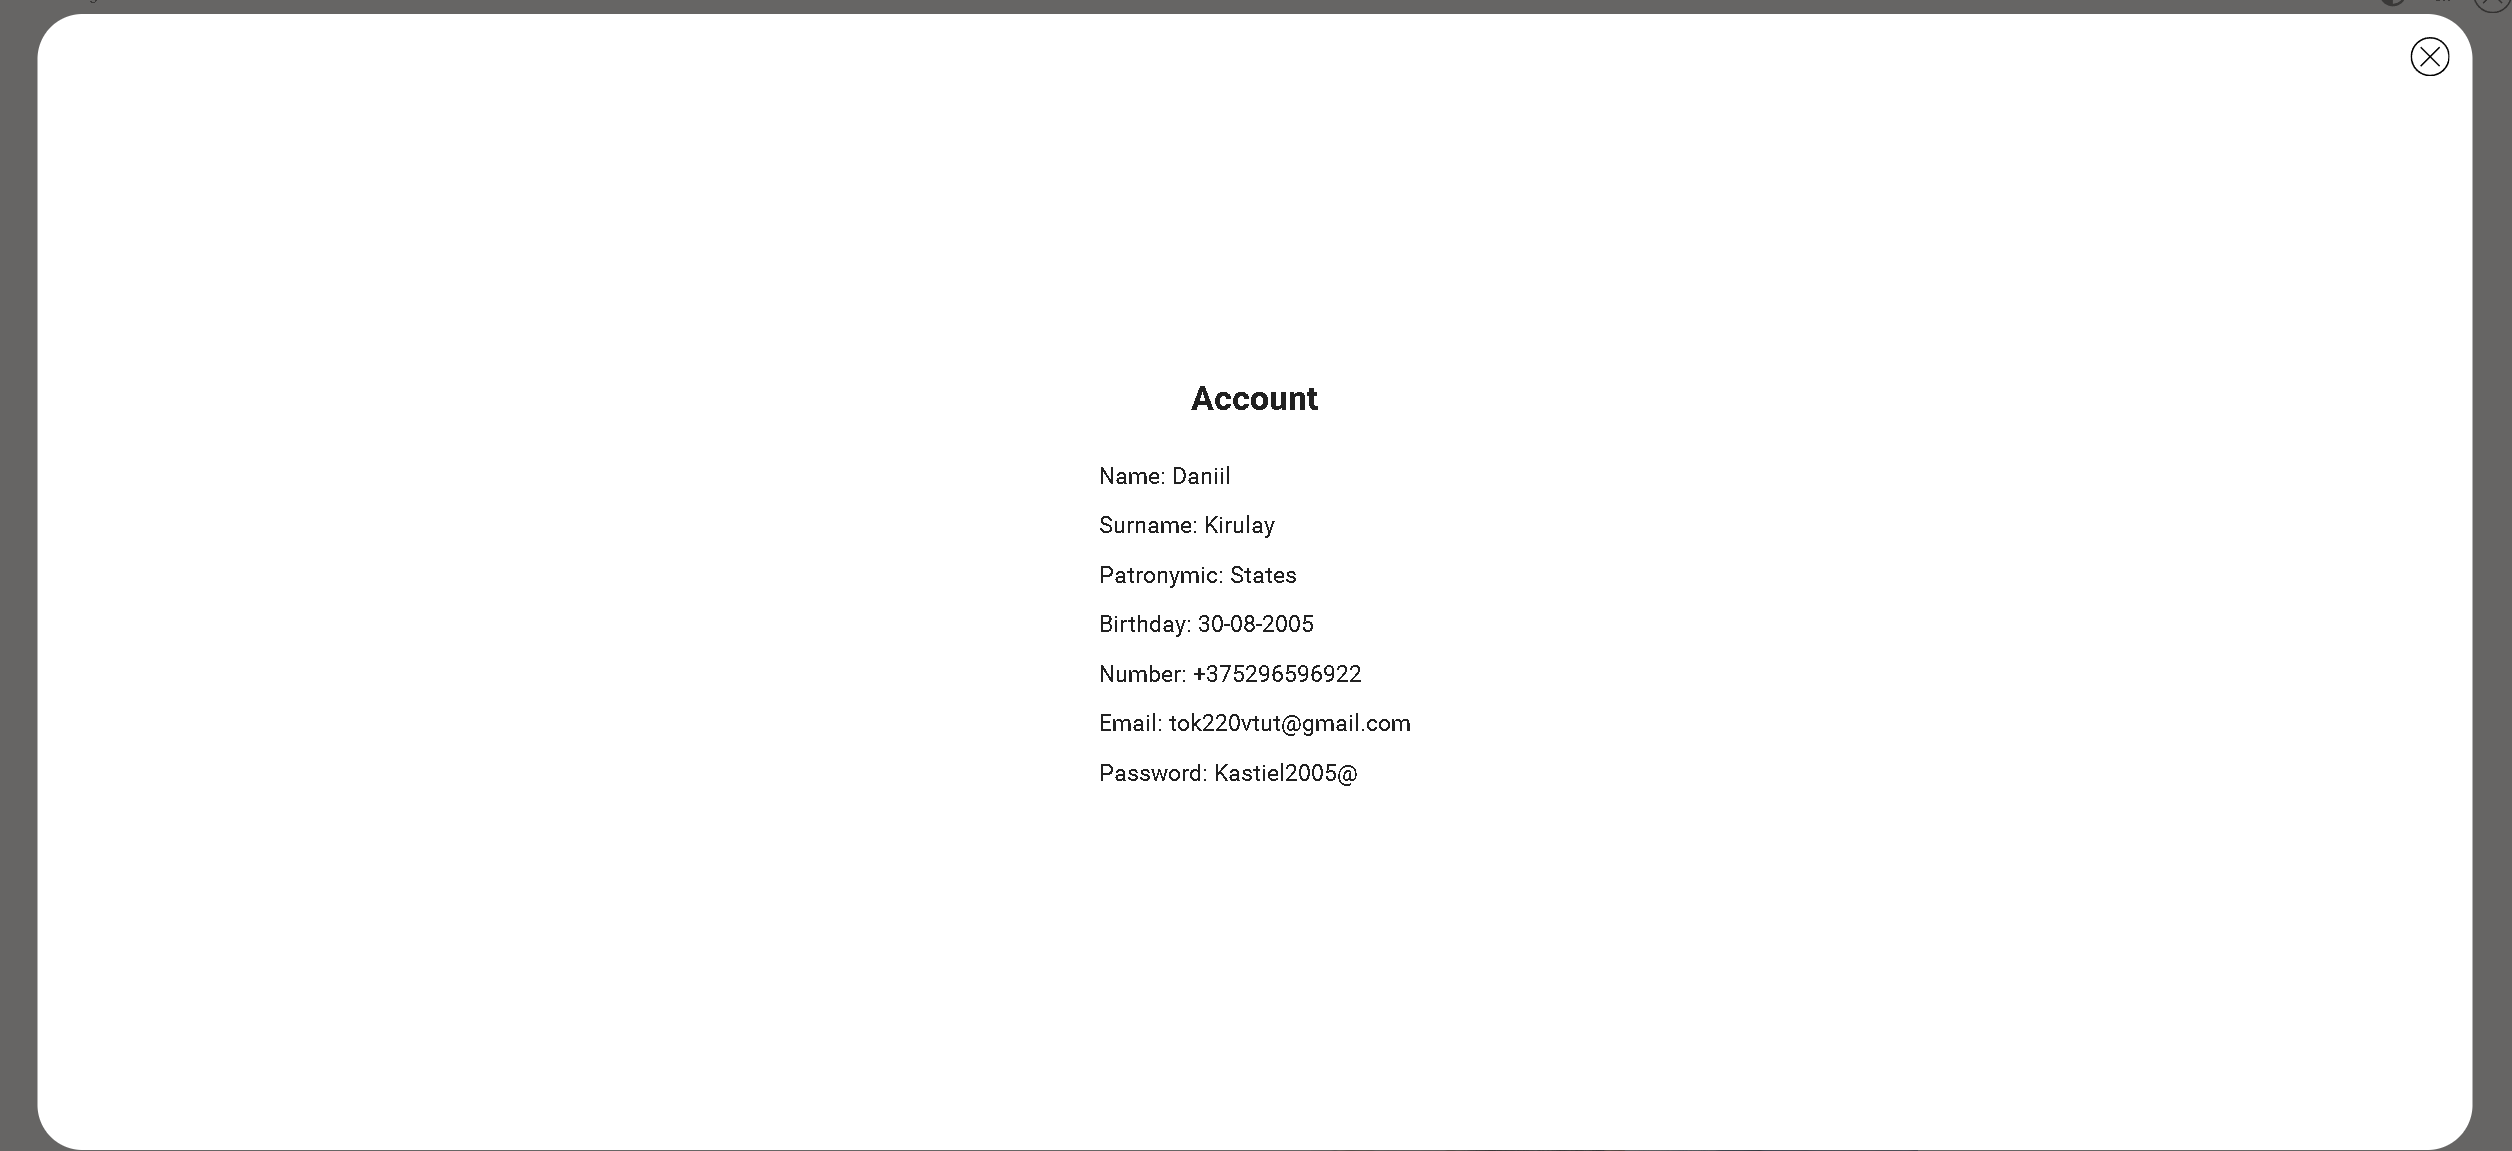 Account
Name: Daniil
Surname: Kirulay
Patronymic: States
Birthday: 30-08-2005
Number: +375296596922
Email: tok220vtut@gmail.com
Password: Kastiel2005@